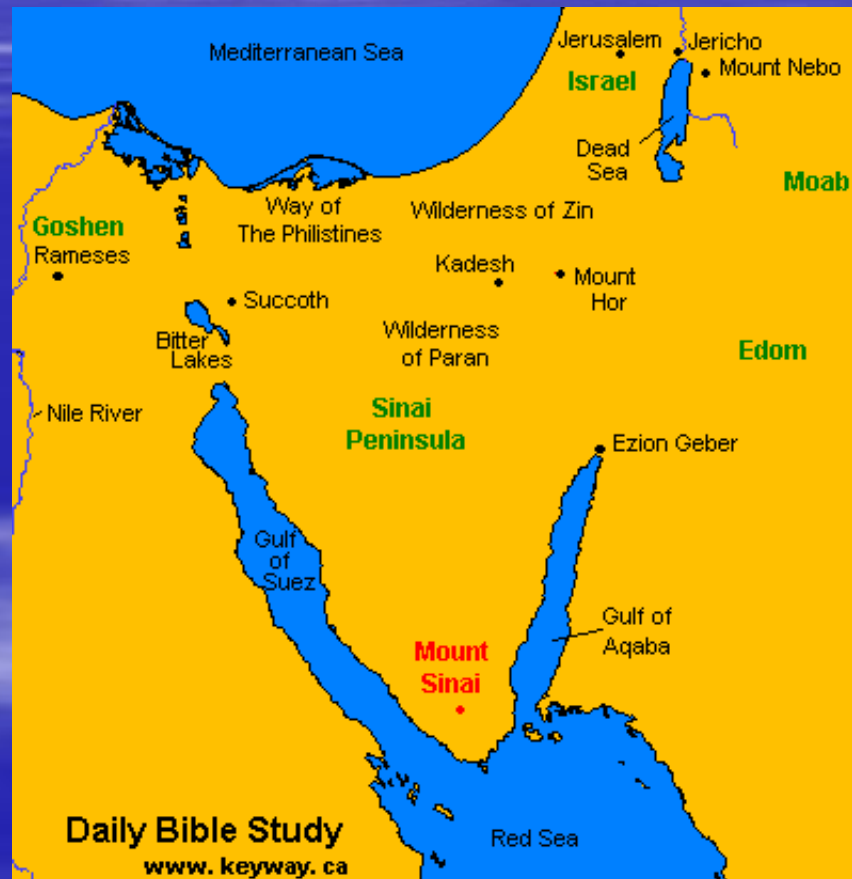 Mediterranean Sea
Jerusalem
Jericho
Mount Nebo
Israel
Dead
Sea
Moab
Way of
The Philistines
Wilderness of Zin
Goshen
Rameses
Kadesh
Mount
Hor
Succoth
Bitter
Lakes
Wilderness
of Paran
Edom
Nile River
Sinai
Peninsula
Ezion Geber
Gulf
of
Suez
Gulf of
Aqaba
Mount
Sinai
Daily Bible Study
www. keyway. ca
Red Sea